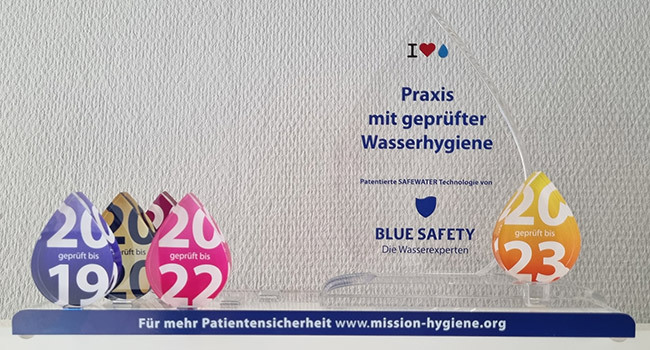 I
Praxis
mit geprüfter
Wasserhygiene
Patentierte SAFEWATER Technologie von
BLUE SAFETY
Die Wasserexperten
20
geprüft bis
19
20
20
20
geprüft bis
22
20
geprüft bis
23
Für mehr Patientensicherheit www.mission-hygiene.org